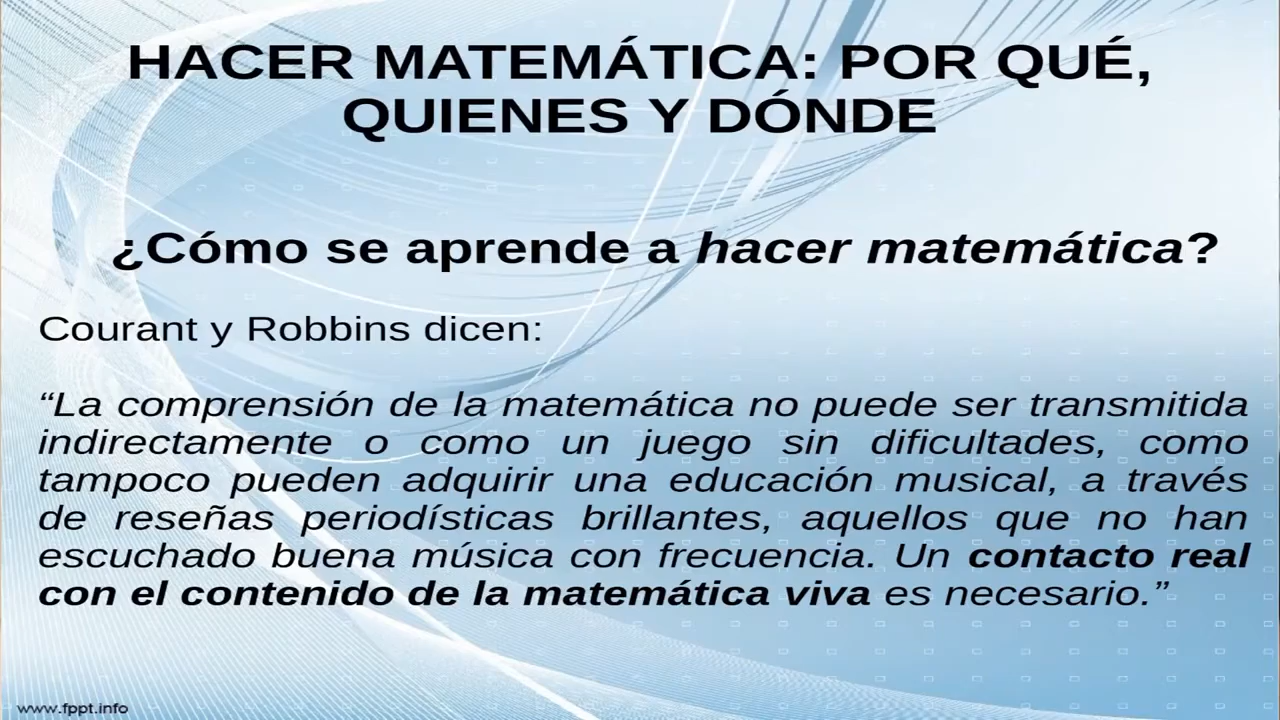 HACER MATEMÁTICA: POR QUÉ,
QUIENES Y DÓNDE
¿Cómo se aprende a hacer matemática?
Courant y Robbins dicen:
“La comprensión de la matemática no puede ser transmitida
indirectamente o como un juego sin dificultades, como
tampoco pueden adquirir una educación musical, a través
de reseñas periodísticas brillantes, aquellos que no han
escuchado buena música con frecuencia. Un contacto real
con el contenido de la matemática viva es necesario.”
www.fppt.info